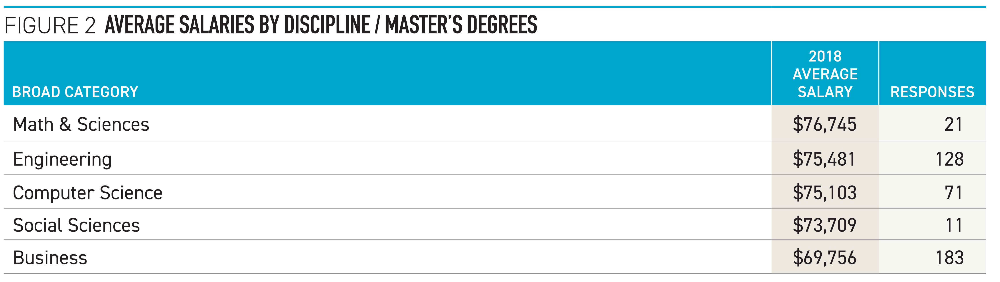 FIGURE 2 AVERAGE SALARIES BY DISCIPLINE / MASTER'S DEGREES
BROAD CATEGORY
2018
AVERAGE
SALARY
RESPONSES
Math & Sciences $76,745 21
Engineering $75,481 128
Computer Science $75,103 71
Social Sciences $73,709 11
Business $69,756 183